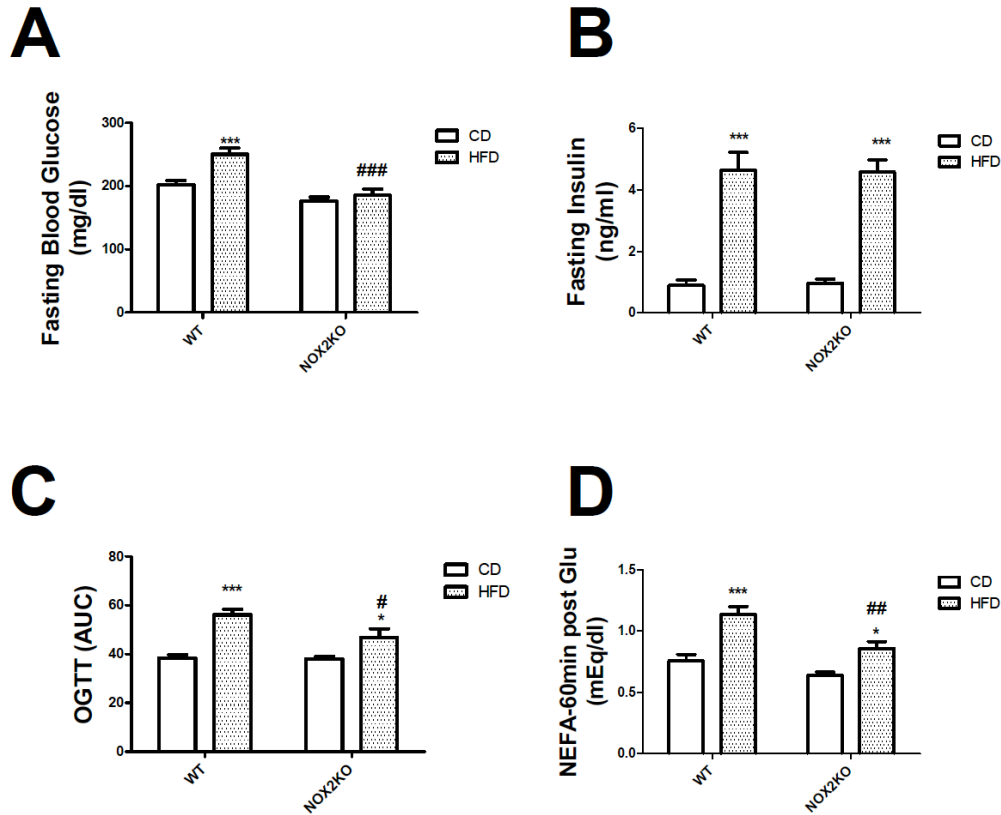 A
Fasting Blood Glucose
(mg/dl)
300
200
100
0
***
###
WT
NOX2KO
CD
HFD
B
Fasting Insulin
(ng/ml)
6
4
2
0
***
***
WT
NOX2KO
CD
HFD
C
OGTT (AUC)
80
60
40
20
0
***
#
*
WT
NOX2KO
CD
HFD
D
NEFA-60min post Glu
(mEq/dl)
1.5
1.0
0.5
0.0
***
##
*
WT
NOX2KO
CD
HFD